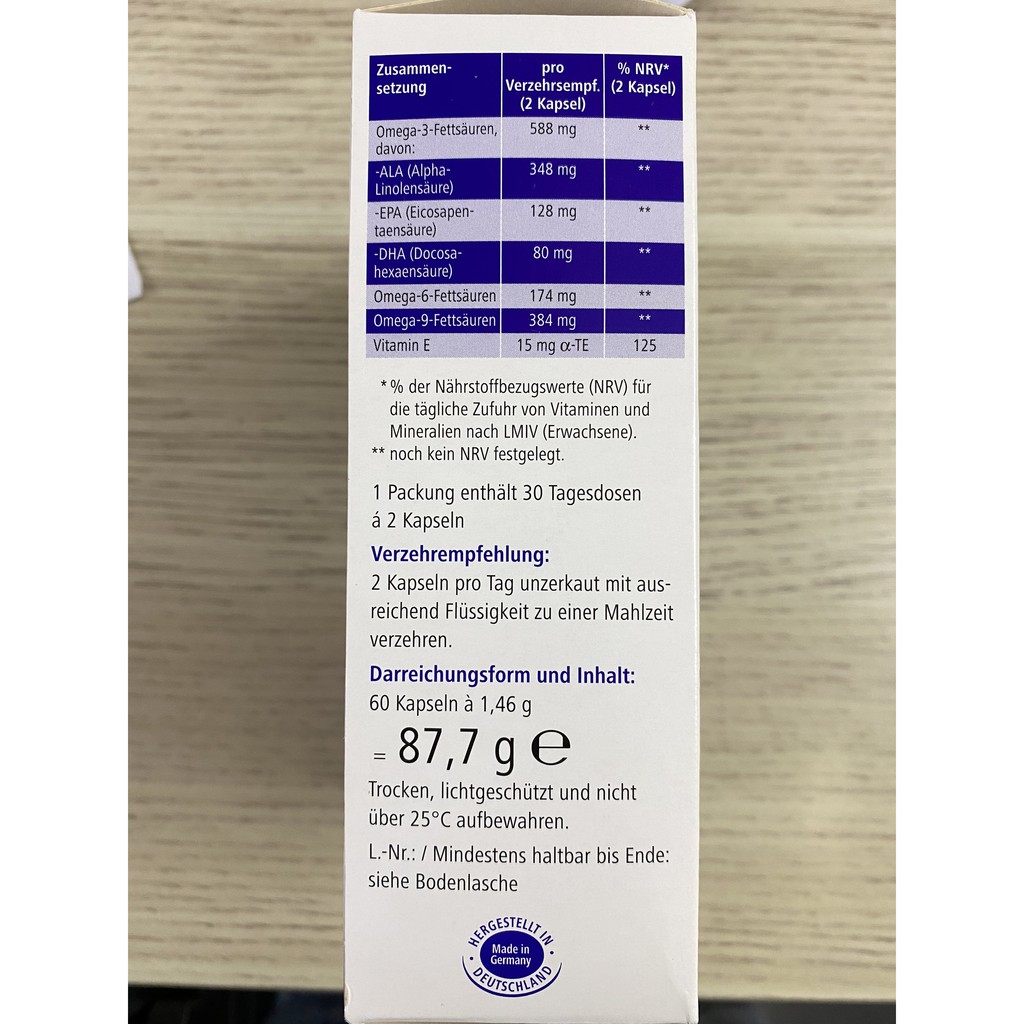 Zusammen- pro % NRV*
setzung Verzehrsempf. (2 Kapsel)
(2 Kapsel)
Omega-3-Fettsäuren, 588 mg **
davon:
-ALA (Alpha- 348 mg **
Linolensäure)
-EPA (Eicosapen- 128 mg **
taensäure)
-DHA (Docosa- 80 mg **
hexaensäure)
Omega-6-Fettsäuren 174 mg **
Omega-9-Fettsäuren 384 mg **
Vitamin E 15 mg α-TE 125
* % der Nährstoffbezugswerte (NRV) für
die tägliche Zufuhr von Vitaminen und
Mineralien nach LMIV (Erwachsene).
** noch kein NRV festgelegt.
1 Packung enthält 30 Tagesdosen
á 2 Kapseln
Verzehrempfehlung:
2 Kapseln pro Tag unzerkaut mit aus-
reichend Flüssigkeit zu einer Mahlzeit
verzehren.
Darreichungsform und Inhalt:
60 Kapseln à 1,46 g
= 87,7 g ℮
Trocken, lichtgeschützt und nicht
über 25°C aufbewahren.
L.-Nr.: / Mindestens haltbar bis Ende:
siehe Bodenlasche
HERGESTELLT IN
Made in
Germany
DEUTSCHLAND